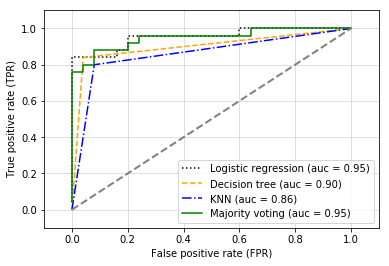 1.0
0.8
0.6
0.4
0.2
0.0
True positive rate (TPR)
Logistic regression (auc = 0.95)
Decision tree (auc = 0.90)
KNN (auc = 0.86)
Majority voting (auc = 0.95)
0.0 0.2 0.4 0.6 0.8 1.0
False positive rate (FPR)